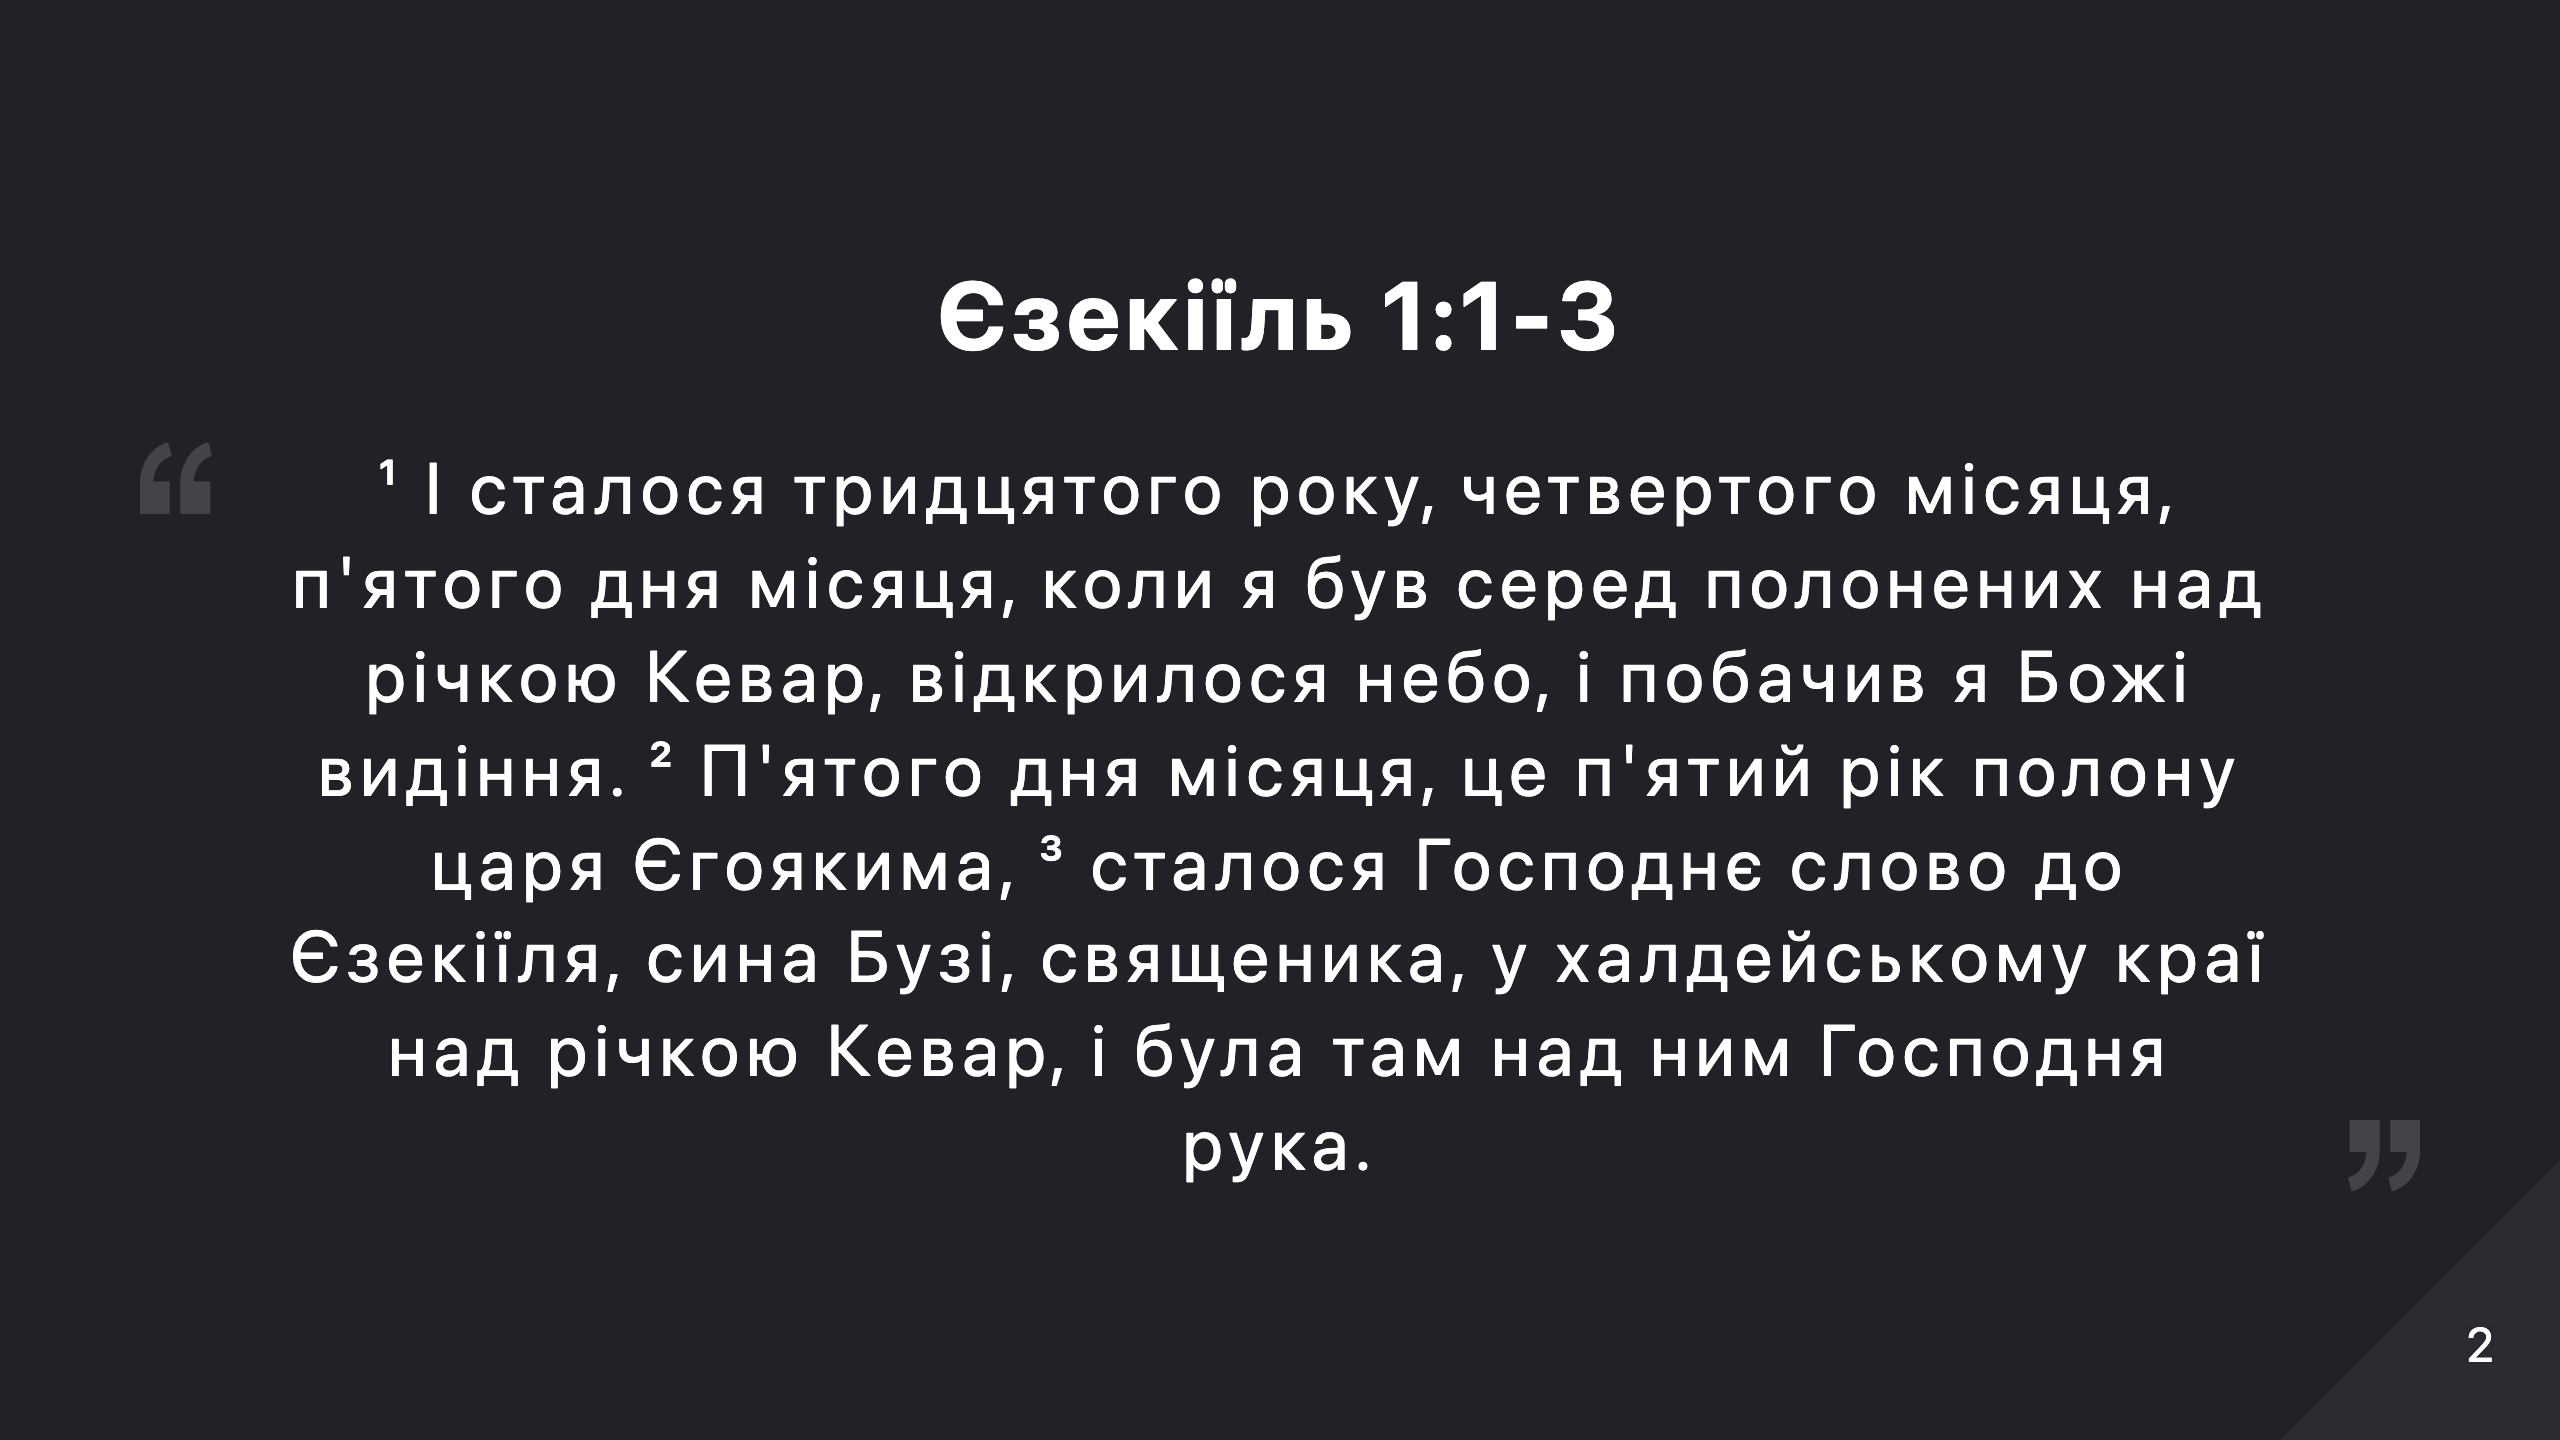 Єзекіїль 1:1-3
“
¹ І сталося тридцятого року, четвертого місяця,
п'ятого дня місяця, коли я був серед полонених над
річкою Кевар, відкрилося небо, і побачив я Божі
видіння. ² П'ятого дня місяця, це п'ятий рік полону
царя Єгоякима, ³ сталося Господнє слово до
Єзекіїля, сина Бузі, священика, у халдейському краї
над річкою Кевар, і була там над ним Господня
рука.
”
2